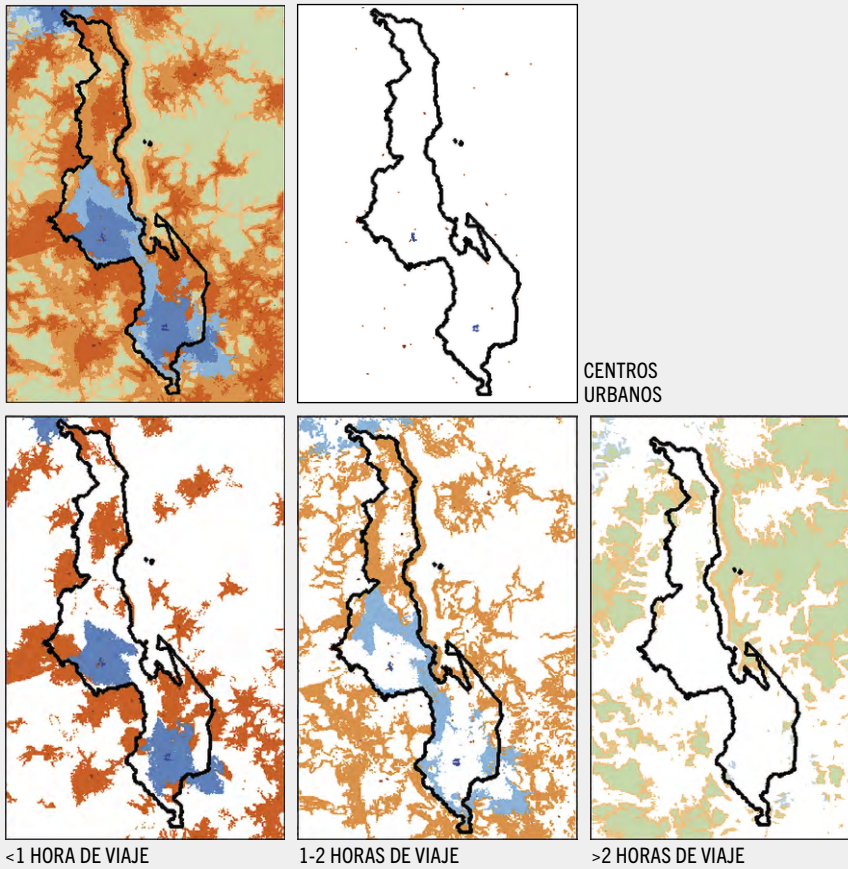 CENTROS
URBANOS
<1 HORA DE VIAJE
1-2 HORAS DE VIAJE
>2 HORAS DE VIAJE